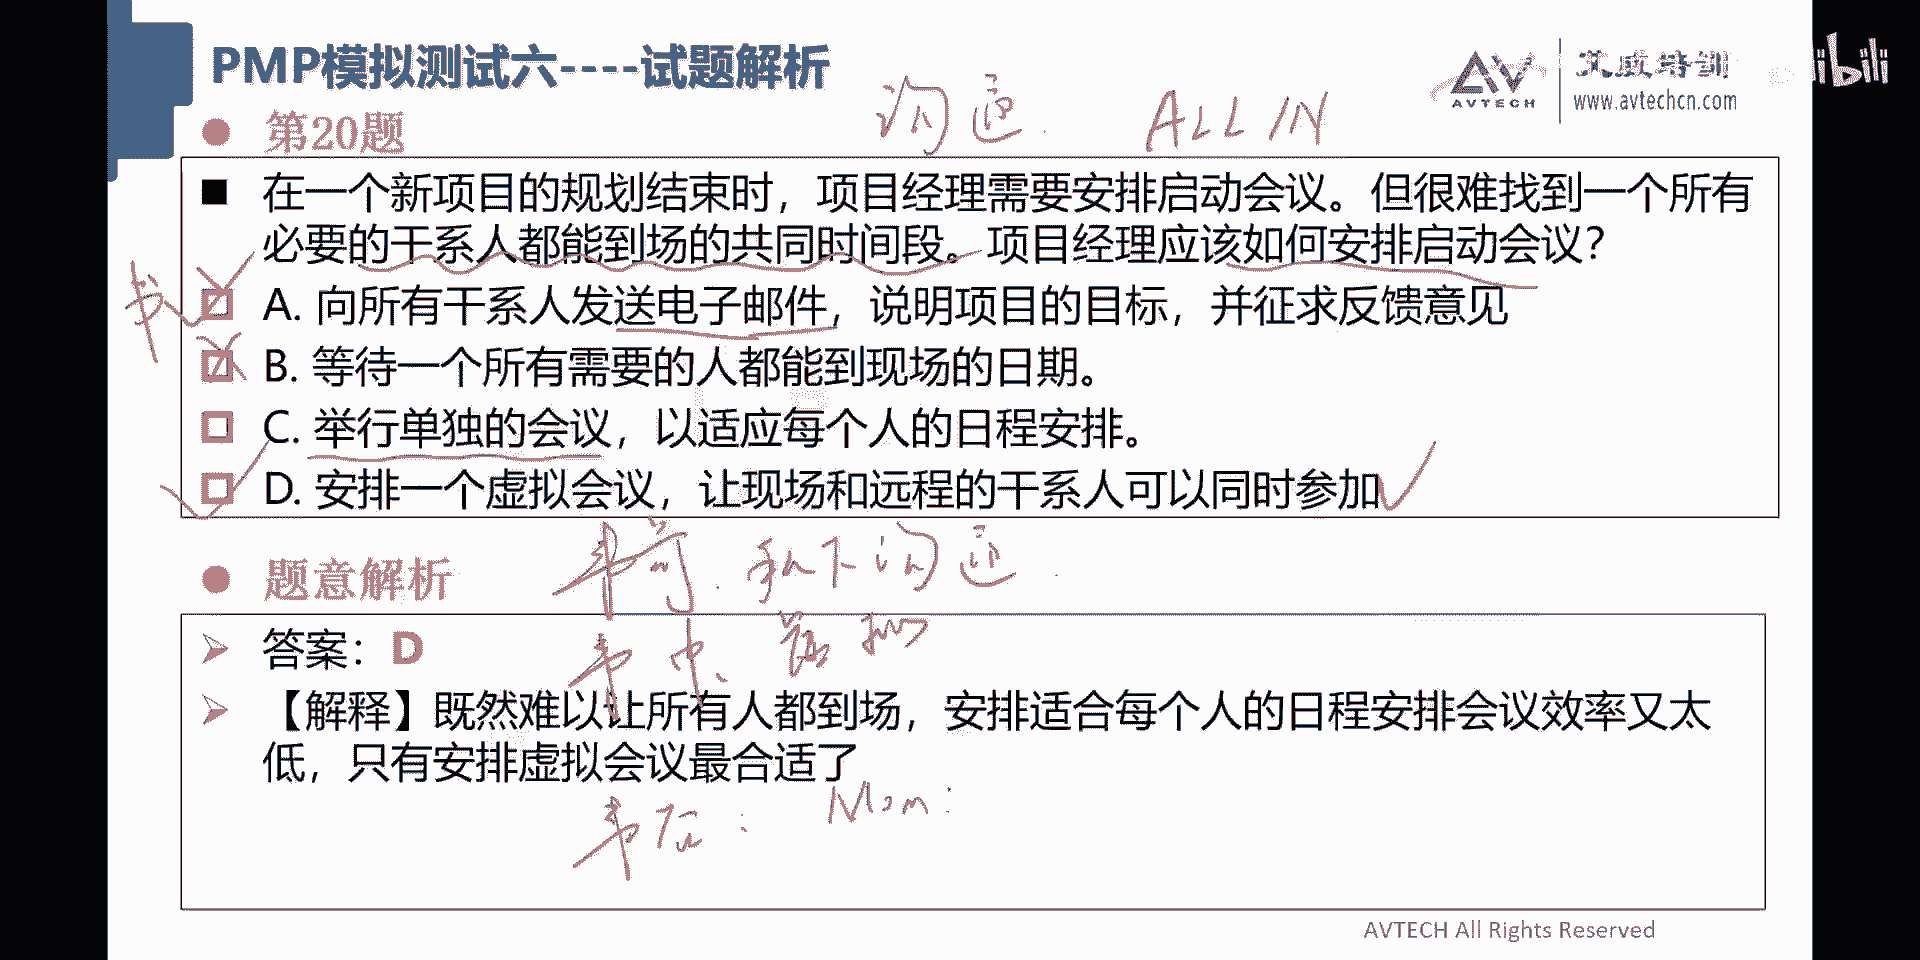 PMP模拟测试六----试题解析
AVTECH
艾威培训
www.avtechcn.com
沟通. ALL IN
第20题
在一个新项目的规划结束时，项目经理需要安排启动会议。但很难找到一个所有
必要的干系人都能到场的共同时间段。项目经理应该如何安排启动会议？
A. 向所有干系人发送电子邮件，说明项目的目标，并征求反馈意见
B. 等待一个所有需要的人都能到现场的日期。
C. 举行单独的会议，以适应每个人的日程安排。
D. 安排一个虚拟会议，让现场和远程的干系人可以同时参加
题意解析
事前. 私下沟通.
答案：D
事中. 虚拟
【解释】既然难以让所有人都到场，安排适合每个人的日程安排会议效率又太
低，只有安排虚拟会议最合适了
事后: Mom:
AVTECH All Rights Reserved